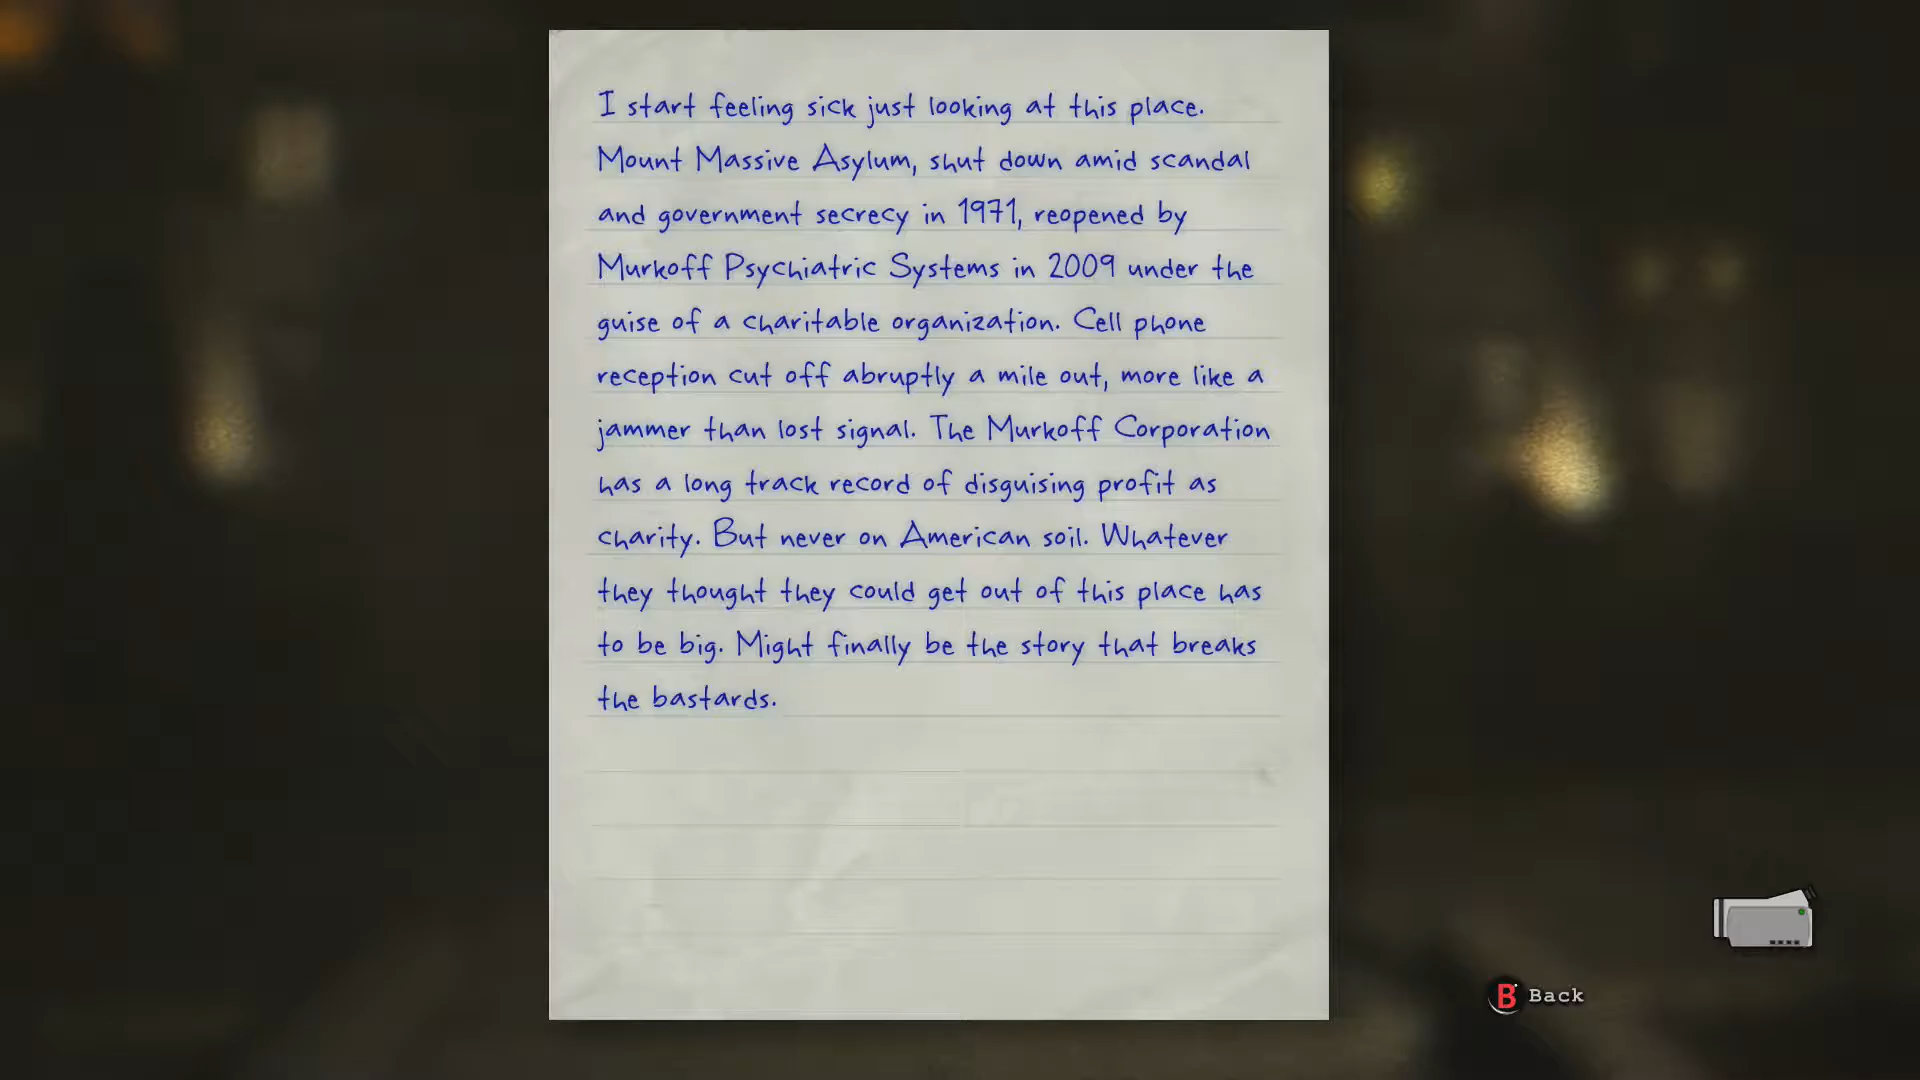 I start feeling sick just looking at this place.
Mount Massive Asylum, shut down amid scandal
and government secrecy in 1971, reopened by
Murkoff Psychiatric Systems in 2009 under the
guise of a charitable organization. Cell phone
reception cut off abruptly a mile out, more like a
jammer than lost signal. The Murkoff Corporation
has a long track record of disguising profit as
charity. But never on American soil. Whatever
they thought they could get out of this place has
to be big. Might finally be the story that breaks
the bastards.
B Back